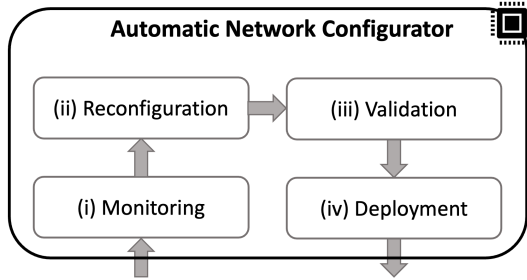 Automatic Network Configurator
(ii) Reconfiguration
(iii) Validation
(i) Monitoring
(iv) Deployment